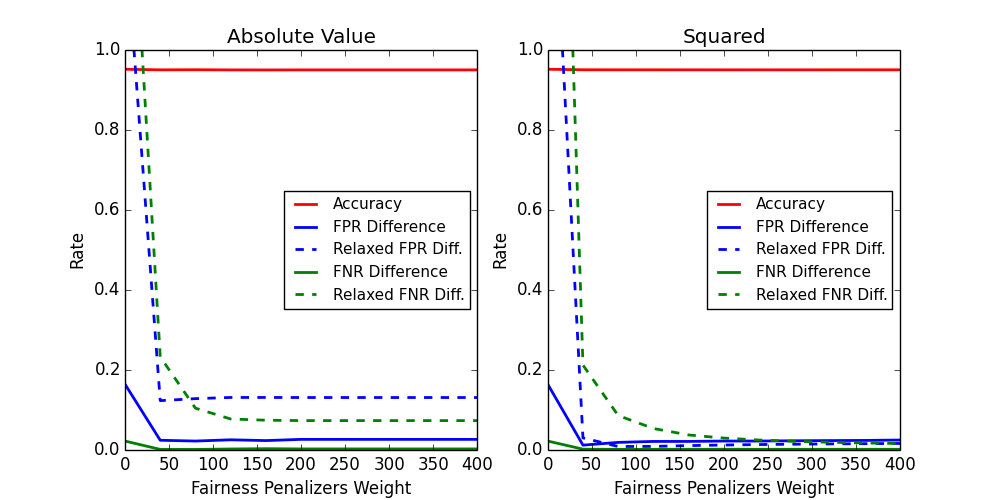 Absolute Value
Rate
1.0
0.8
0.6
0.4
0.2
0.0
0 50 100 150 200 250 300 350 400
Fairness Penalizers Weight
Accuracy
FPR Difference
Relaxed FPR Diff.
FNR Difference
Relaxed FNR Diff.
Squared
Rate
1.0
0.8
0.6
0.4
0.2
0.0
0 50 100 150 200 250 300 350 400
Fairness Penalizers Weight
Accuracy
FPR Difference
Relaxed FPR Diff.
FNR Difference
Relaxed FNR Diff.